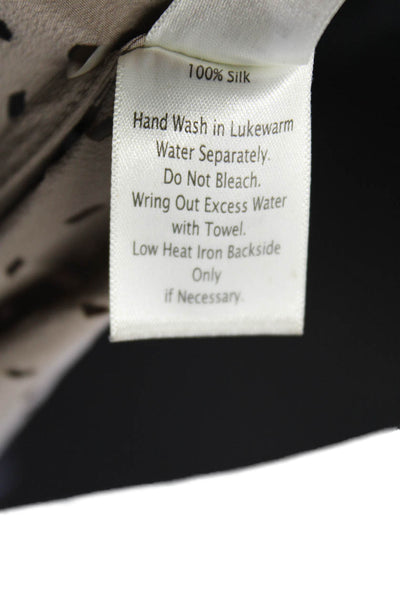 100% Silk
Hand Wash in Lukewarm
Water Separately.
Do Not Bleach.
Wring Out Excess Water
with Towel.
Low Heat Iron Backside
Only
if Necessary.